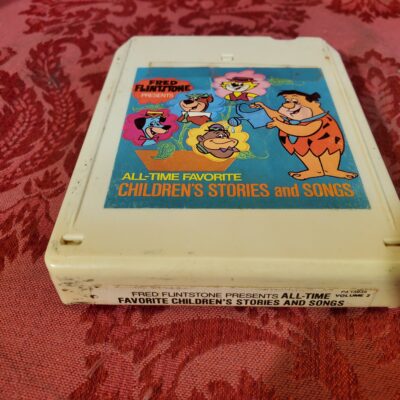 FRED
FLINTSTONE
PRESENTS
ALL-TIME FAVORITE
CHILDREN'S STORIES and SONGS
FRED FLINTSTONE PRESENTS ALL-TIME VOLUME 2
FAVORITE CHILDREN'S STORIES AND SONGS